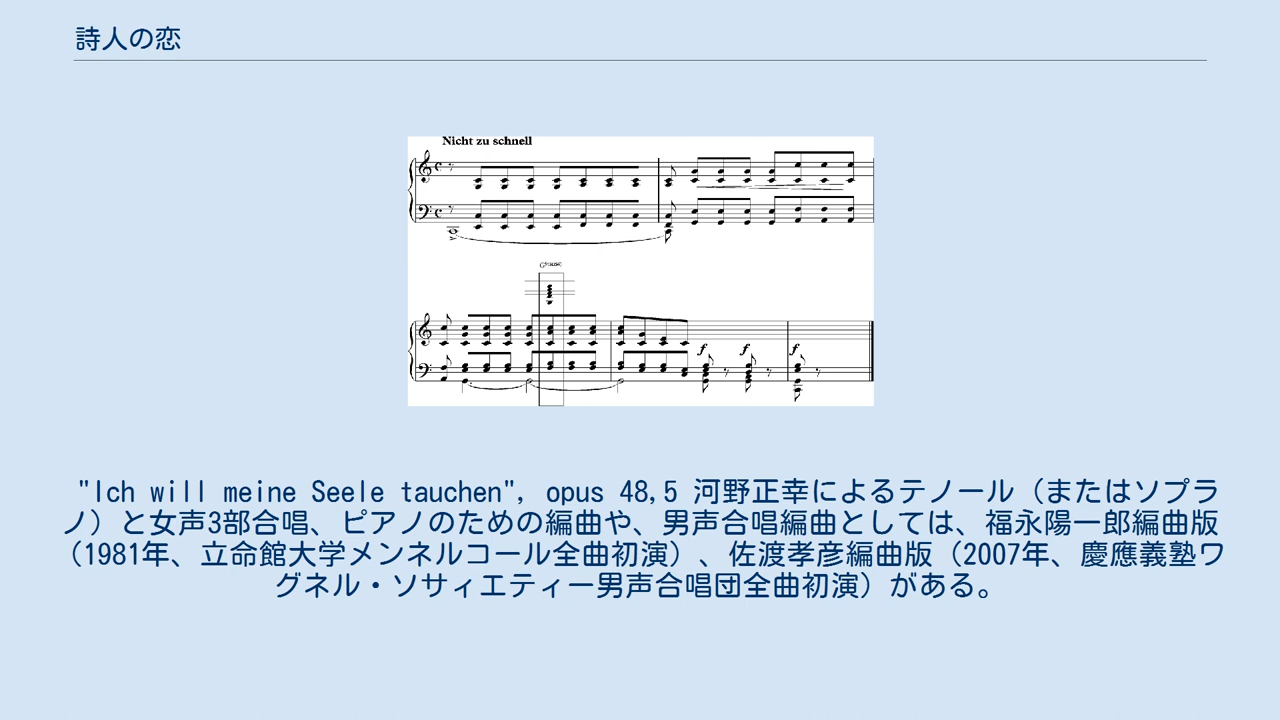 詩人の恋
Nicht zu schnell
f f f
"Ich will meine Seele tauchen", opus 48,5 河野正幸によるテノール（またはソプラ
ノ）と女声3部合唱、ピアノのための編曲や、男声合唱編曲としては、福永陽一郎編曲版
（1981年、立命館大学メンネルコール全曲初演）、佐渡孝彦編曲版（2007年、慶應義塾ワ
グネル・ソサィエティー男声合唱団全曲初演）がある。